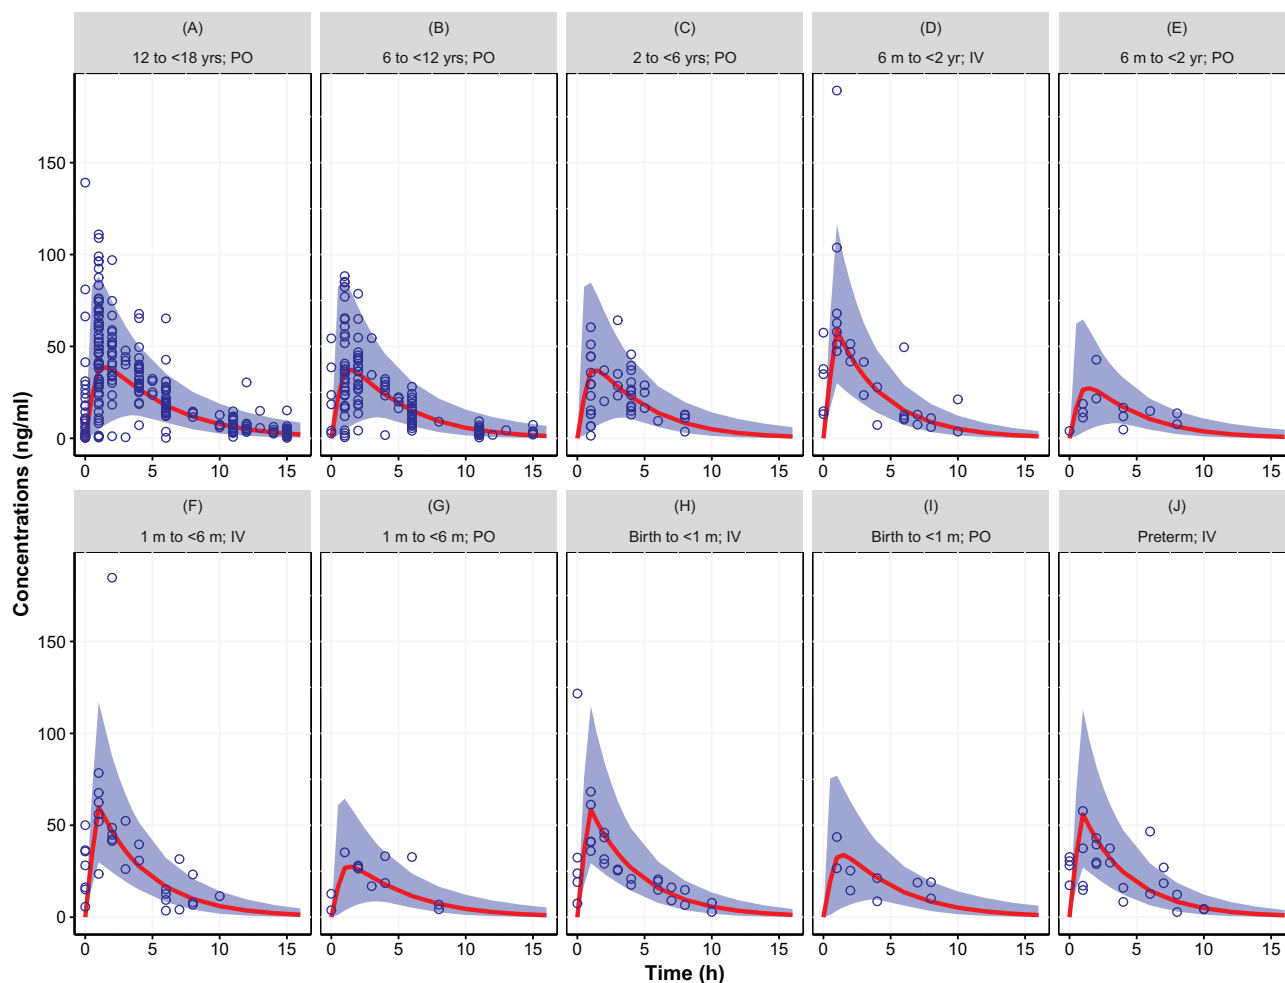 (A)
12 to <18 yrs; PO
(B)
6 to <12 yrs; PO
(C)
2 to <6 yrs; PO
(D)
6 m to <2 yr; IV
(E)
6 m to <2 yr; PO
150
100
50
0
0 5 10 15
0 5 10 15
0 5 10 15
0 5 10 15
0 5 10 15
(F)
1 m to <6 m; IV
(G)
1 m to <6 m; PO
(H)
Birth to <1 m; IV
(I)
Birth to <1 m; PO
(J)
Preterm; IV
150
100
50
0
0 5 10 15
0 5 10 15
0 5 10 15
0 5 10 15
0 5 10 15
Concentrations (ng/ml)
Time (h)